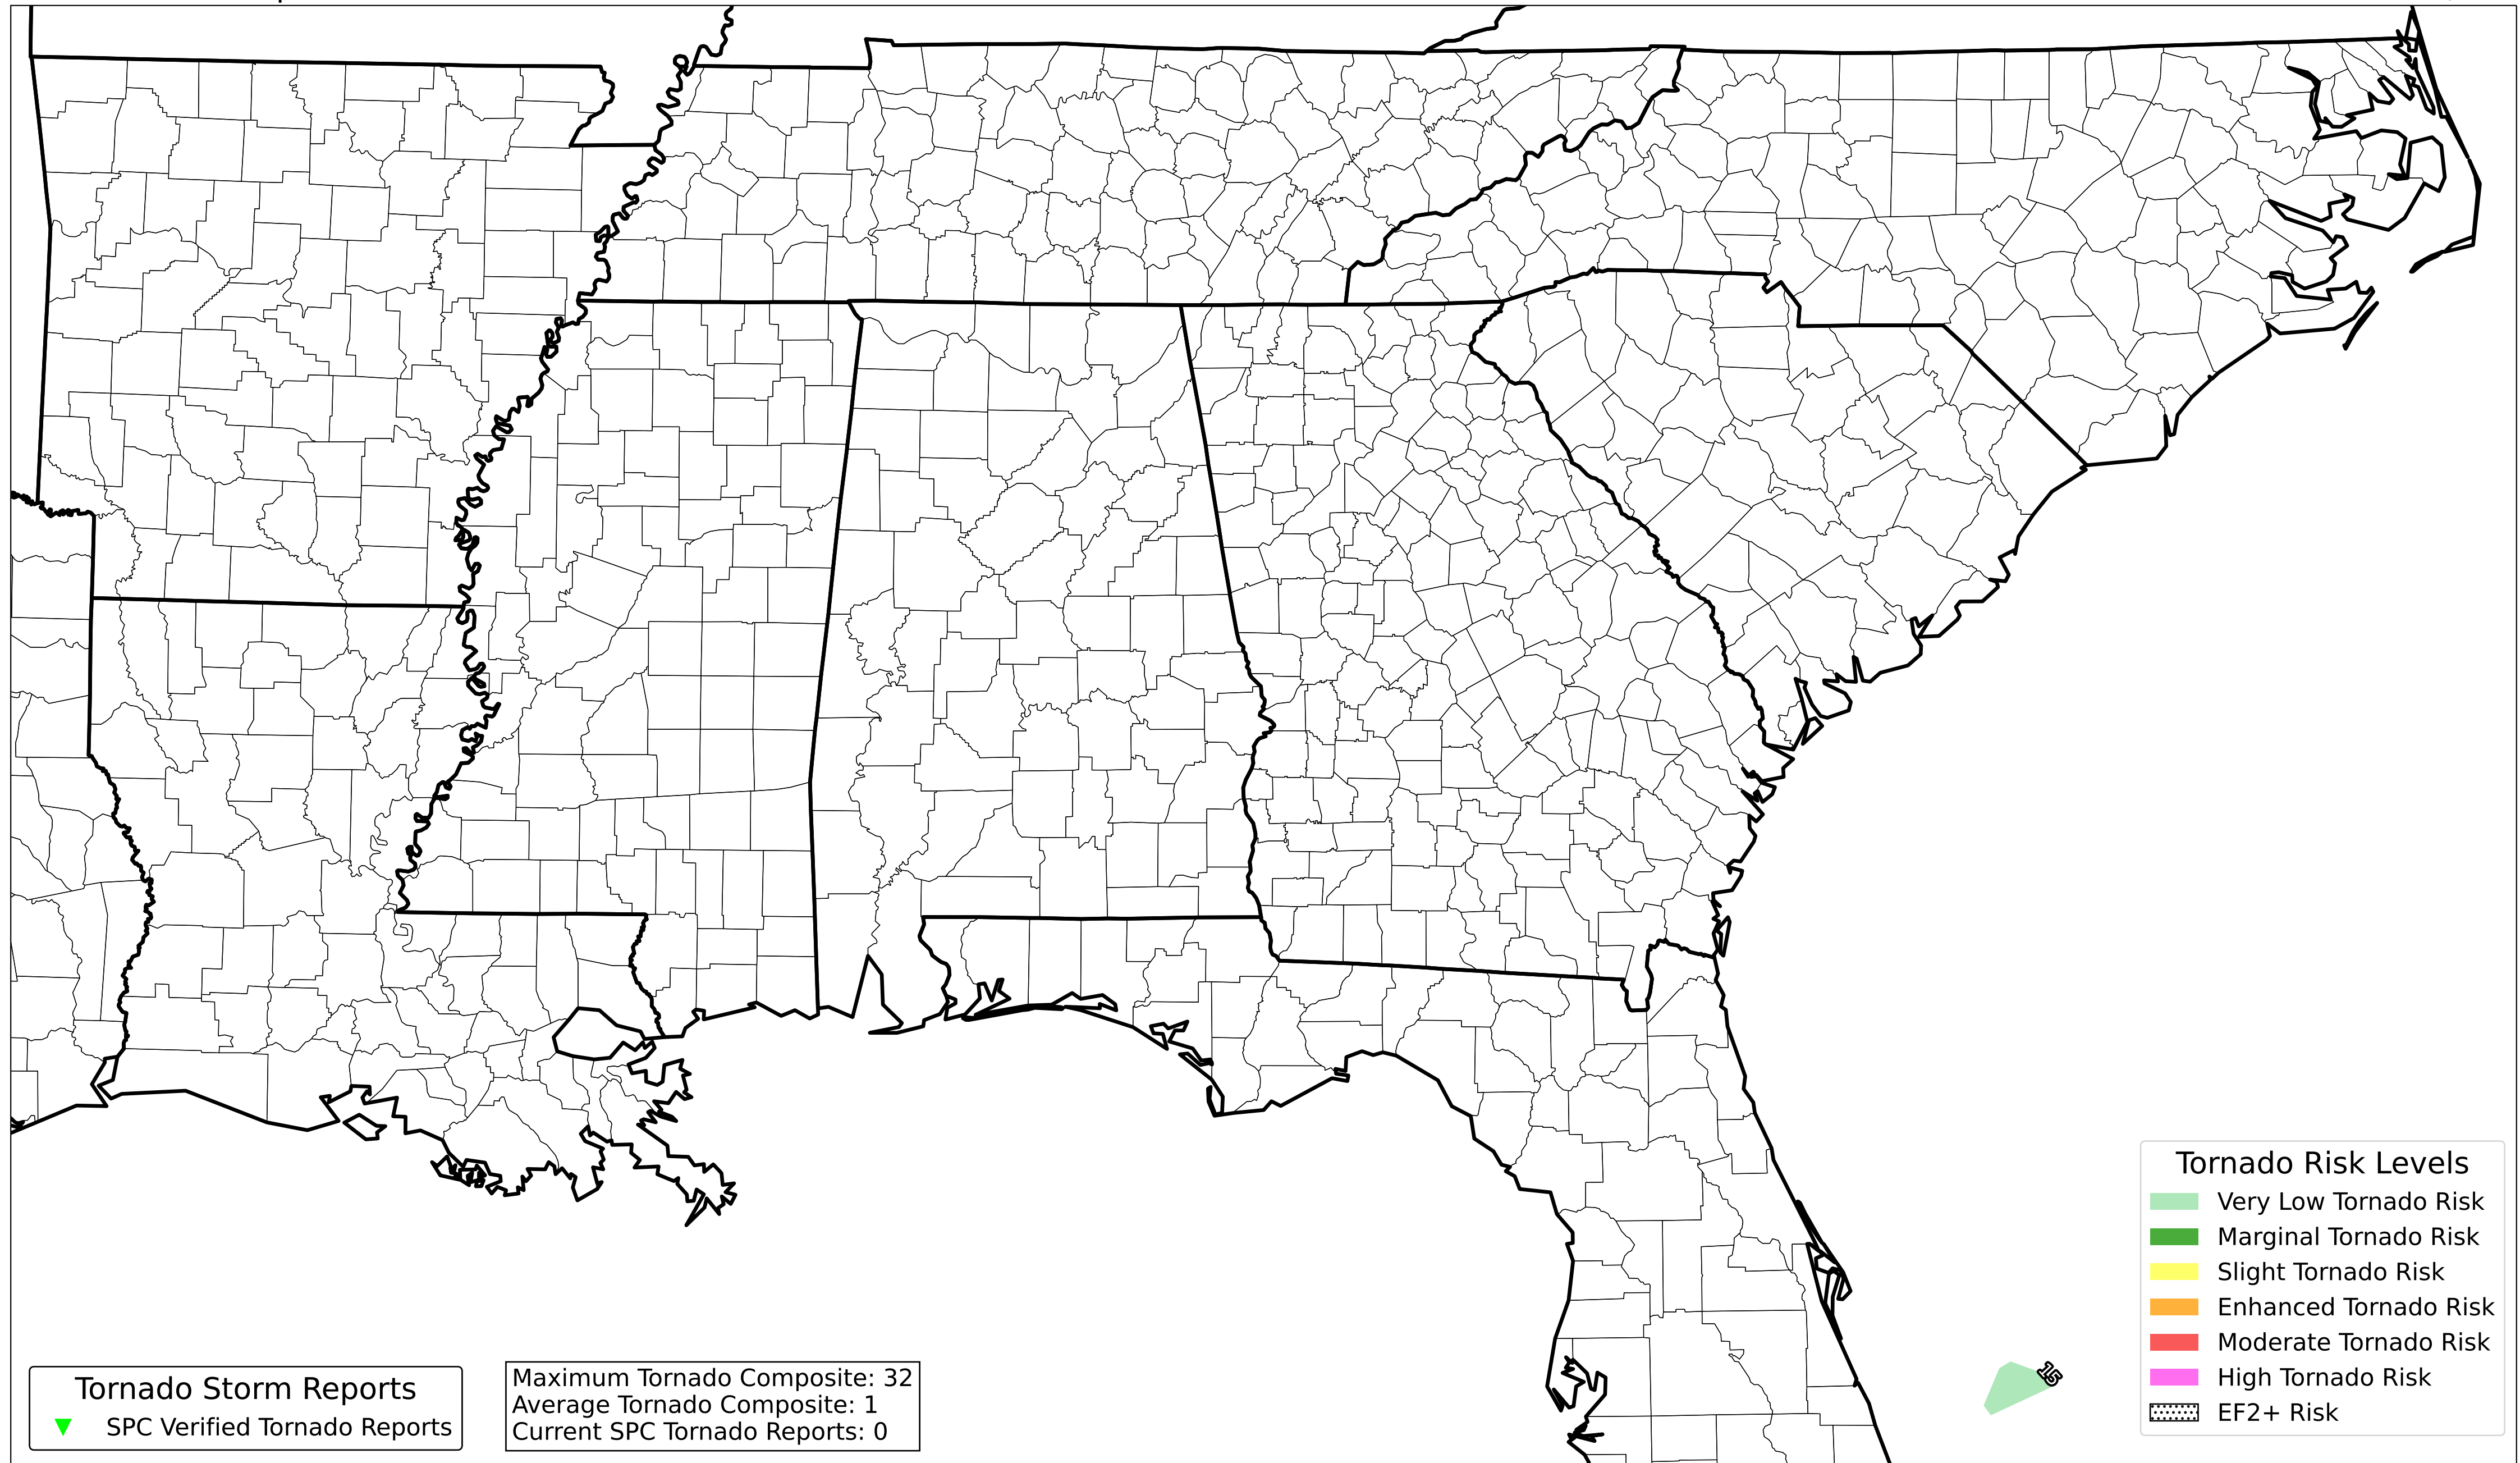 15
Tornado Risk Levels
Very Low Tornado Risk
Marginal Tornado Risk
Slight Tornado Risk
Enhanced Tornado Risk
Moderate Tornado Risk
High Tornado Risk
EF2+ Risk
Tornado Storm Reports
SPC Verified Tornado Reports
Maximum Tornado Composite: 32
Average Tornado Composite: 1
Current SPC Tornado Reports: 0